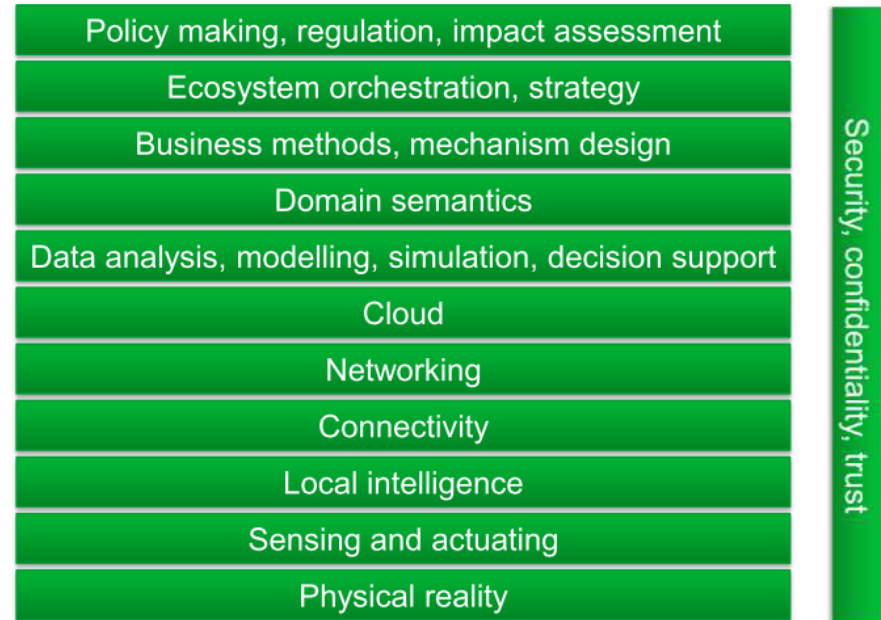 Policy making, regulation, impact assessment
Ecosystem orchestration, strategy
Business methods, mechanism design
Domain semantics
Data analysis, modelling, simulation, decision support
Cloud
Networking
Connectivity
Local intelligence
Sensing and actuating
Physical reality
Security, confidentiality, trust